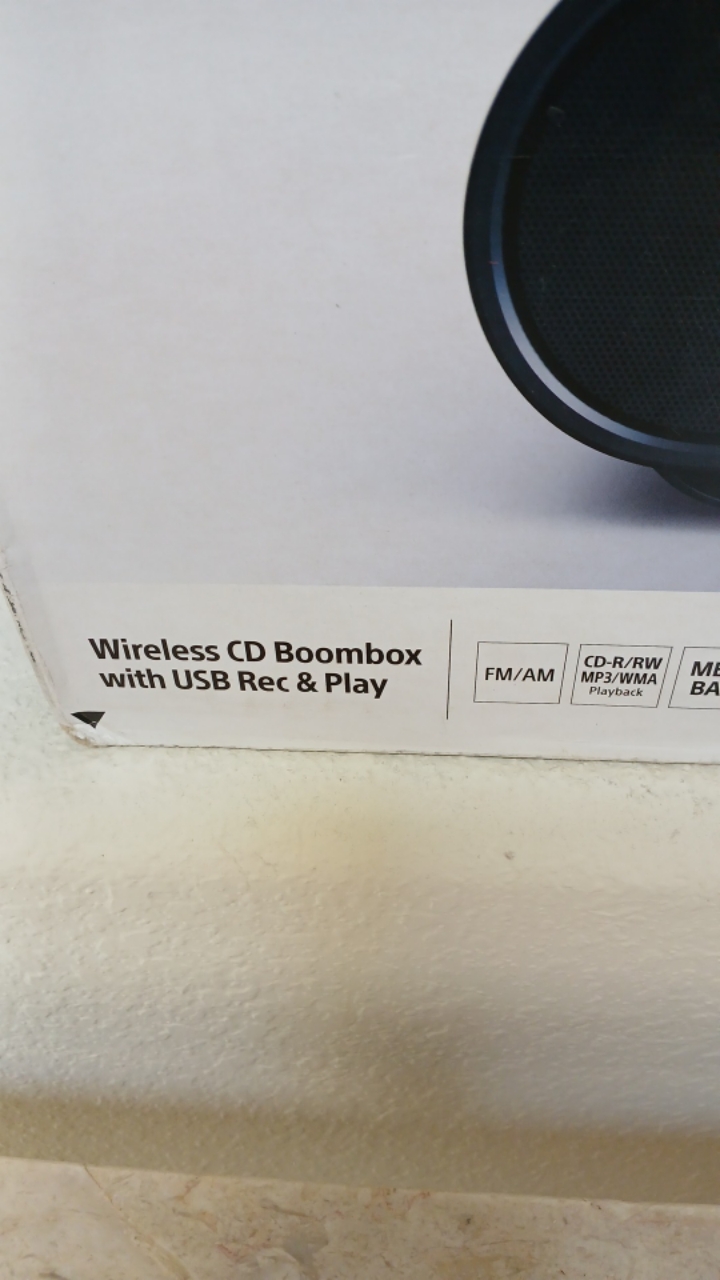 Wireless CD Boombox
with USB Rec & Play
FM/AM
CD-R/RW
MP3/WMA
Playback